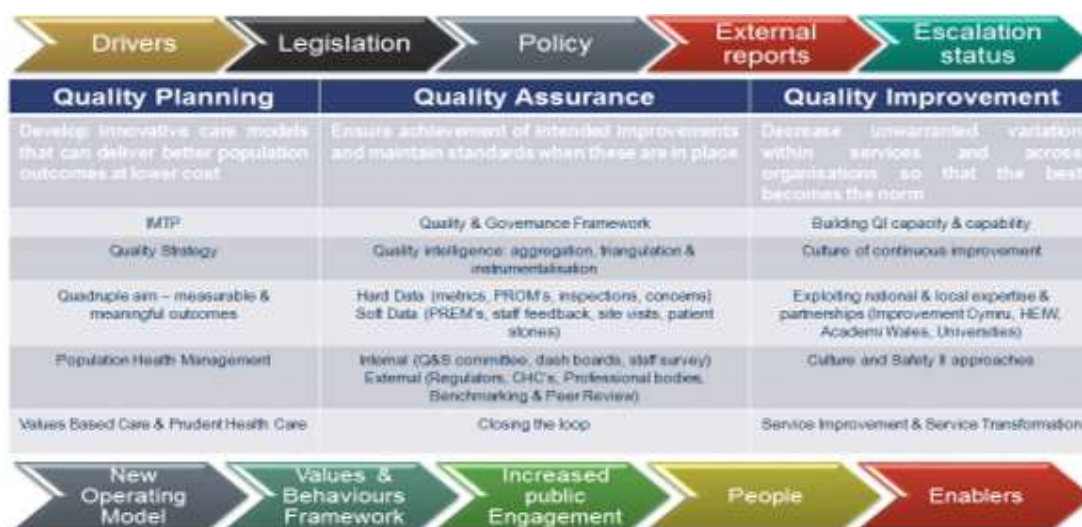 Drivers
Legislation
Policy
External
reports
Escalation
status
Quality Planning
Quality Assurance
Quality Improvement
Develop innovative care models
that can deliver better population
outcomes at lower cost
Ensure achievement of intended improvements
and maintain standards when these are in place
Decrease unwarranted variation
within services and across
organisations so that the best
becomes the norm
IMTP
Quality & Governance Framework
Building QI capacity & capability
Quality Strategy
Quality intelligence: aggregation, triangulation &
instrumentalisation
Culture of continuous improvement
Quadruple aim – measurable &
meaningful outcomes
Hard Data (metrics, PROM's, inspections, concerns)
Soft Data (PREM's, staff feedback, site visits, patient
stories)
Exploiting national & local expertise &
partnerships (Improvement Cymru, HEIW,
Academi Wales, Universities)
Population Health Management
Internal (Q&S committee, dash boards, staff survey)
External (Regulators, CHC's, Professional bodies,
Benchmarking & Peer Review)
Culture and Safety II approaches
Values Based Care & Prudent Health Care
Closing the loop
Service Improvement & Service Transformation
New
Operating
Model
Values &
Behaviours
Framework
Increased
public
Engagement
People
Enablers